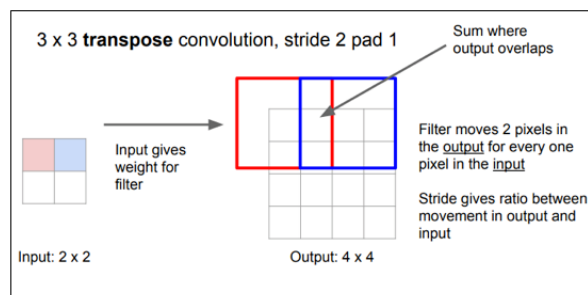 3 x 3 transpose convolution, stride 2 pad 1
Sum where
output overlaps
Input gives
weight for
filter
Filter moves 2 pixels in
the output for every one
pixel in the input
Stride gives ratio between
movement in output and
input
Input: 2 x 2
Output: 4 x 4